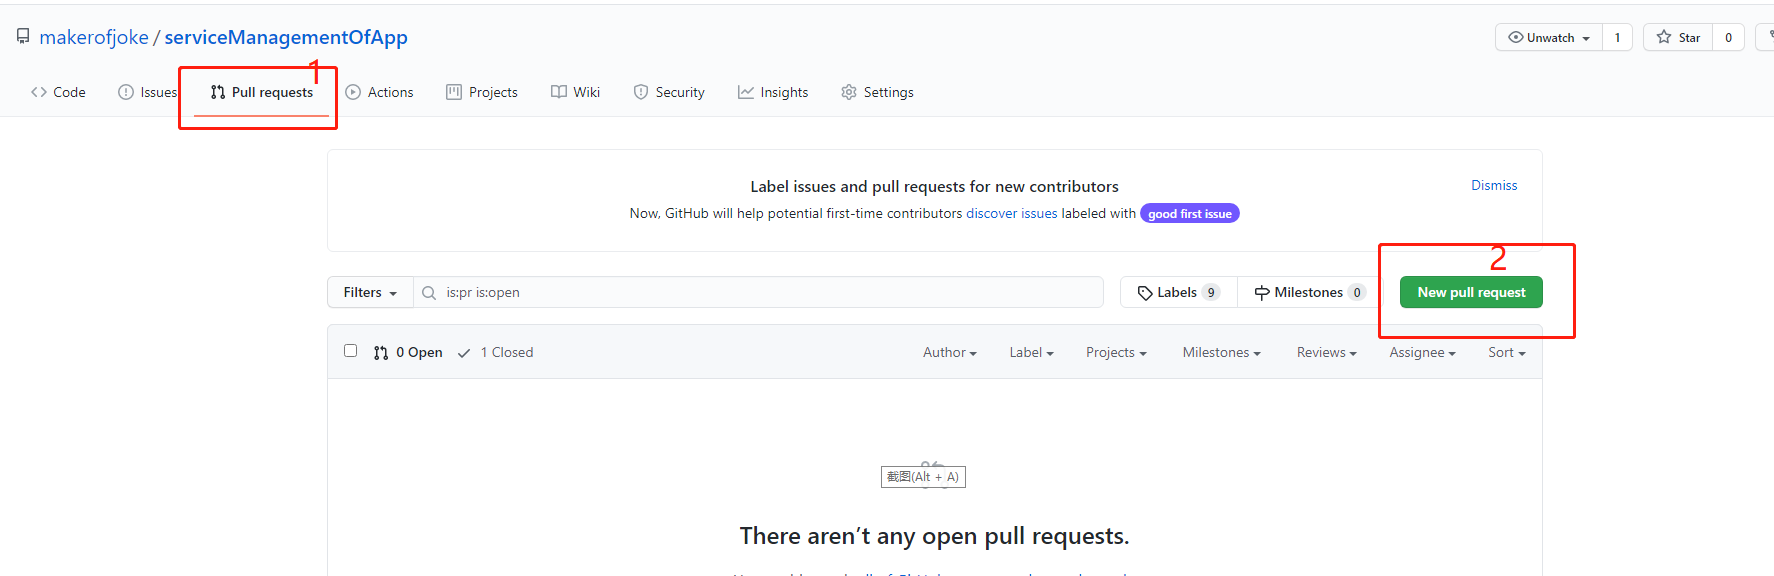 makerofjoke / serviceManagementOfApp
Unwatch 1 Star 0
1
Code Issues Pull requests Actions Projects Wiki Security Insights Settings
Label issues and pull requests for new contributors
Dismiss
Now, GitHub will help potential first-time contributors discover issues labeled with good first issue
2
Filters is:pr is:open Labels 9 Milestones 0 New pull request
0 Open 1 Closed Author Label Projects Milestones Reviews Assignee Sort
截图(Alt + A)
There aren’t any open pull requests.